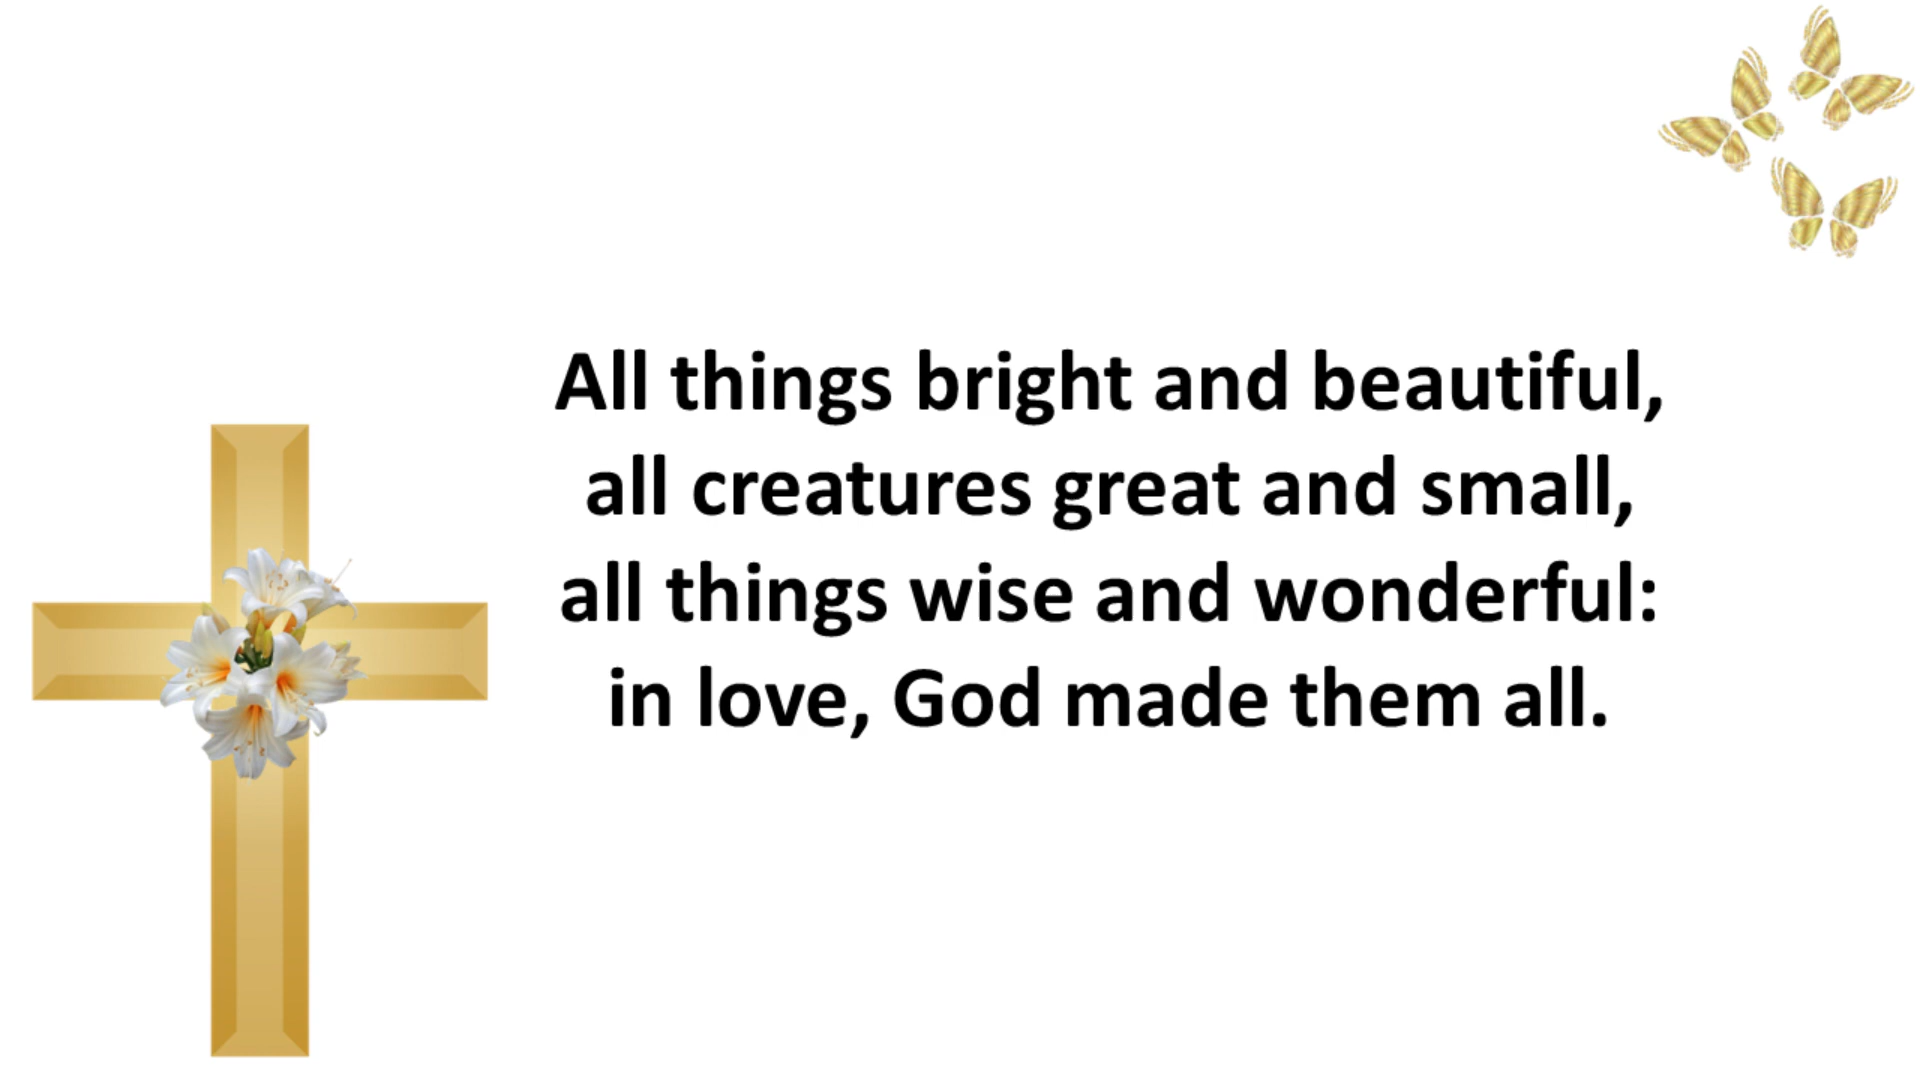 All things bright and beautiful,
all creatures great and small,
all things wise and wonderful:
in love, God made them all.